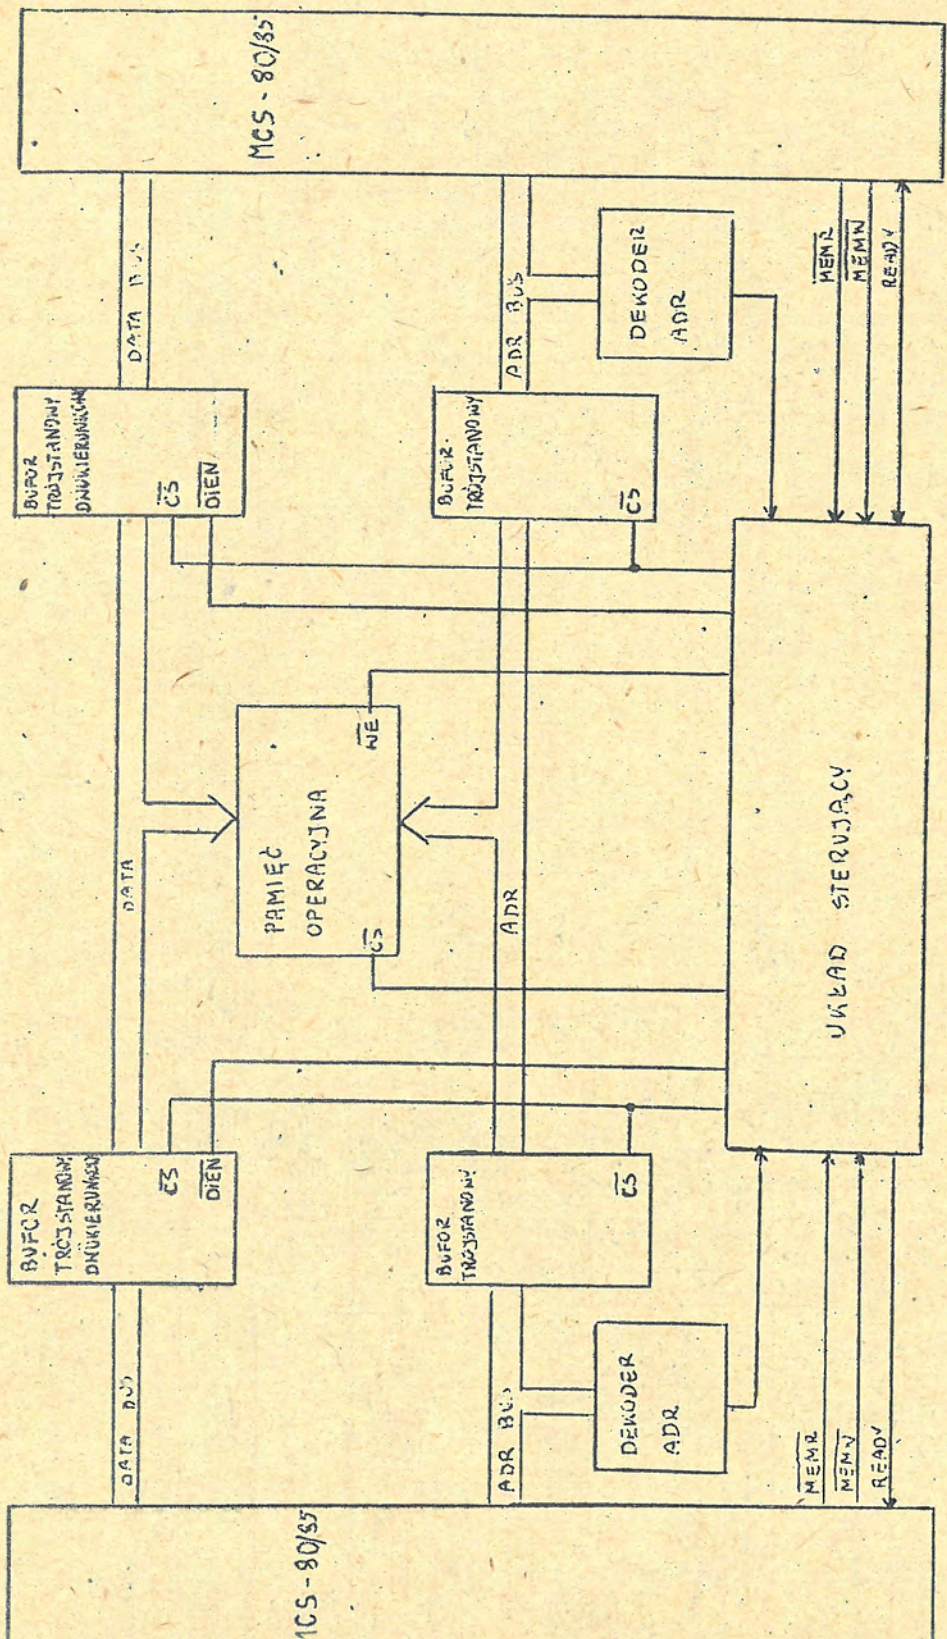 MCS-80/85
DATA BUS
ADR BUS
DEKODER
ADR
MEMR
MEMW
READY
BUFOR
TRÓJSTANOWY
DWUKIERUNKOWY
CS
DIEN
BUFOR
TRÓJSTANOWY
CS
DATA
PAMIĘĆ
OPERACYJNA
WE
CS
ADR
UKŁAD STERUJĄCY
BUFOR
TRÓJSTANOWY
DWUKIERUNKOWY
CS
DIEN
BUFOR
TRÓJSTANOWY
CS
DATA BUS
ADR BUS
DEKODER
ADR
MEMR
MEMW
READY
MCS-80/85